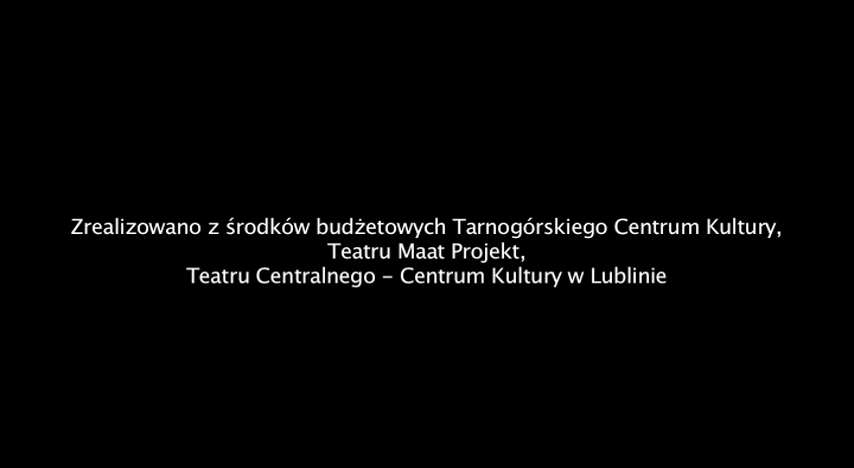 Zrealizowano z środków budżetowych Tarnogórskiego Centrum Kultury,
Teatru Maat Projekt,
Teatru Centralnego – Centrum Kultury w Lublinie